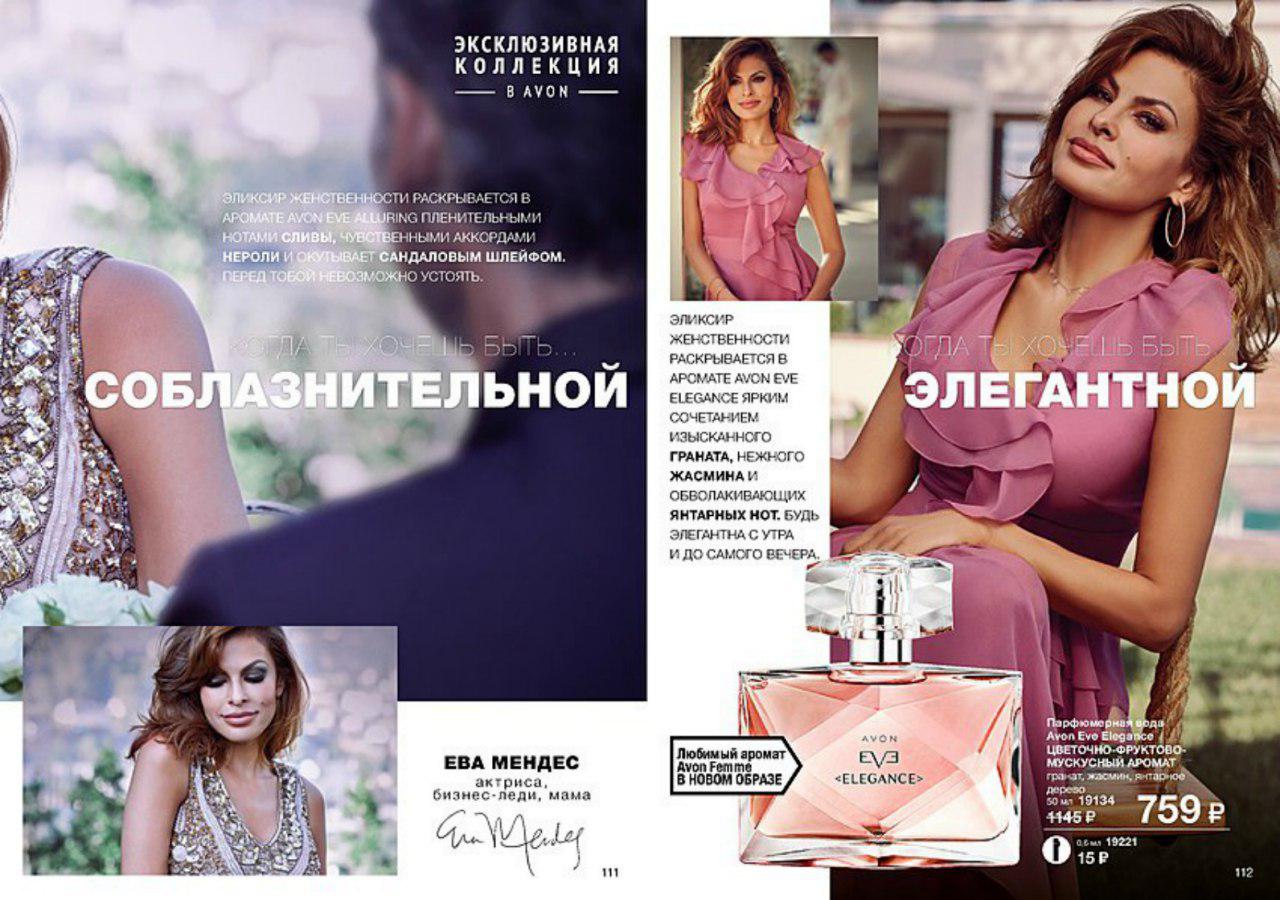 ЭКСКЛЮЗИВНАЯ
КОЛЛЕКЦИЯ
В AVON
ЭЛИКСИР ЖЕНСТВЕННОСТИ РАСКРЫВАЕТСЯ В
АРОМАТЕ AVON EVE ALLURING ПЛЕНИТЕЛЬНЫМИ
НОТАМИ СЛИВЫ, ЧУВСТВЕННЫМИ АККОРДАМИ
НЕРОЛИ И ОКУТЫВАЕТ САНДАЛОВЫМ ШЛЕЙФОМ.
ПЕРЕД ТОБОЙ НЕВОЗМОЖНО УСТОЯТЬ.
КОГДА ТЫ ХОЧЕШЬ БЫТЬ...
СОБЛАЗНИТЕЛЬНОЙ
ЕВА МЕНДЕС
актриса,
бизнес-леди, мама
Eva Mendes
111
ЭЛИКСИР
ЖЕНСТВЕННОСТИ
РАСКРЫВАЕТСЯ В
АРОМАТЕ AVON EVE
ELEGANCE ЯРКИМ
СОЧЕТАНИЕМ
ИЗЫСКАННОГО
ГРАНАТА, НЕЖНОГО
ЖАСМИНА И
ОБВОЛАКИВАЮЩИХ
ЯНТАРНЫХ НОТ. БУДЬ
ЭЛЕГАНТНА С УТРА
И ДО САМОГО ВЕЧЕРА.
КОГДА ТЫ ХОЧЕШЬ БЫТЬ...
ЭЛЕГАНТНОЙ
Любимый аромат
Avon Femme
В НОВОМ ОБРАЗЕ
AVON
EVE
<ELEGANCE>
Парфюмерная вода
Avon Eve Elegance
ЦВЕТОЧНО-ФРУКТОВО-
МУСКУСНЫЙ АРОМАТ
гранат, жасмин, янтарное
дерево
50 мл 19134
1145 ₽ 759 ₽
0,6 мл 19221
15 ₽
112